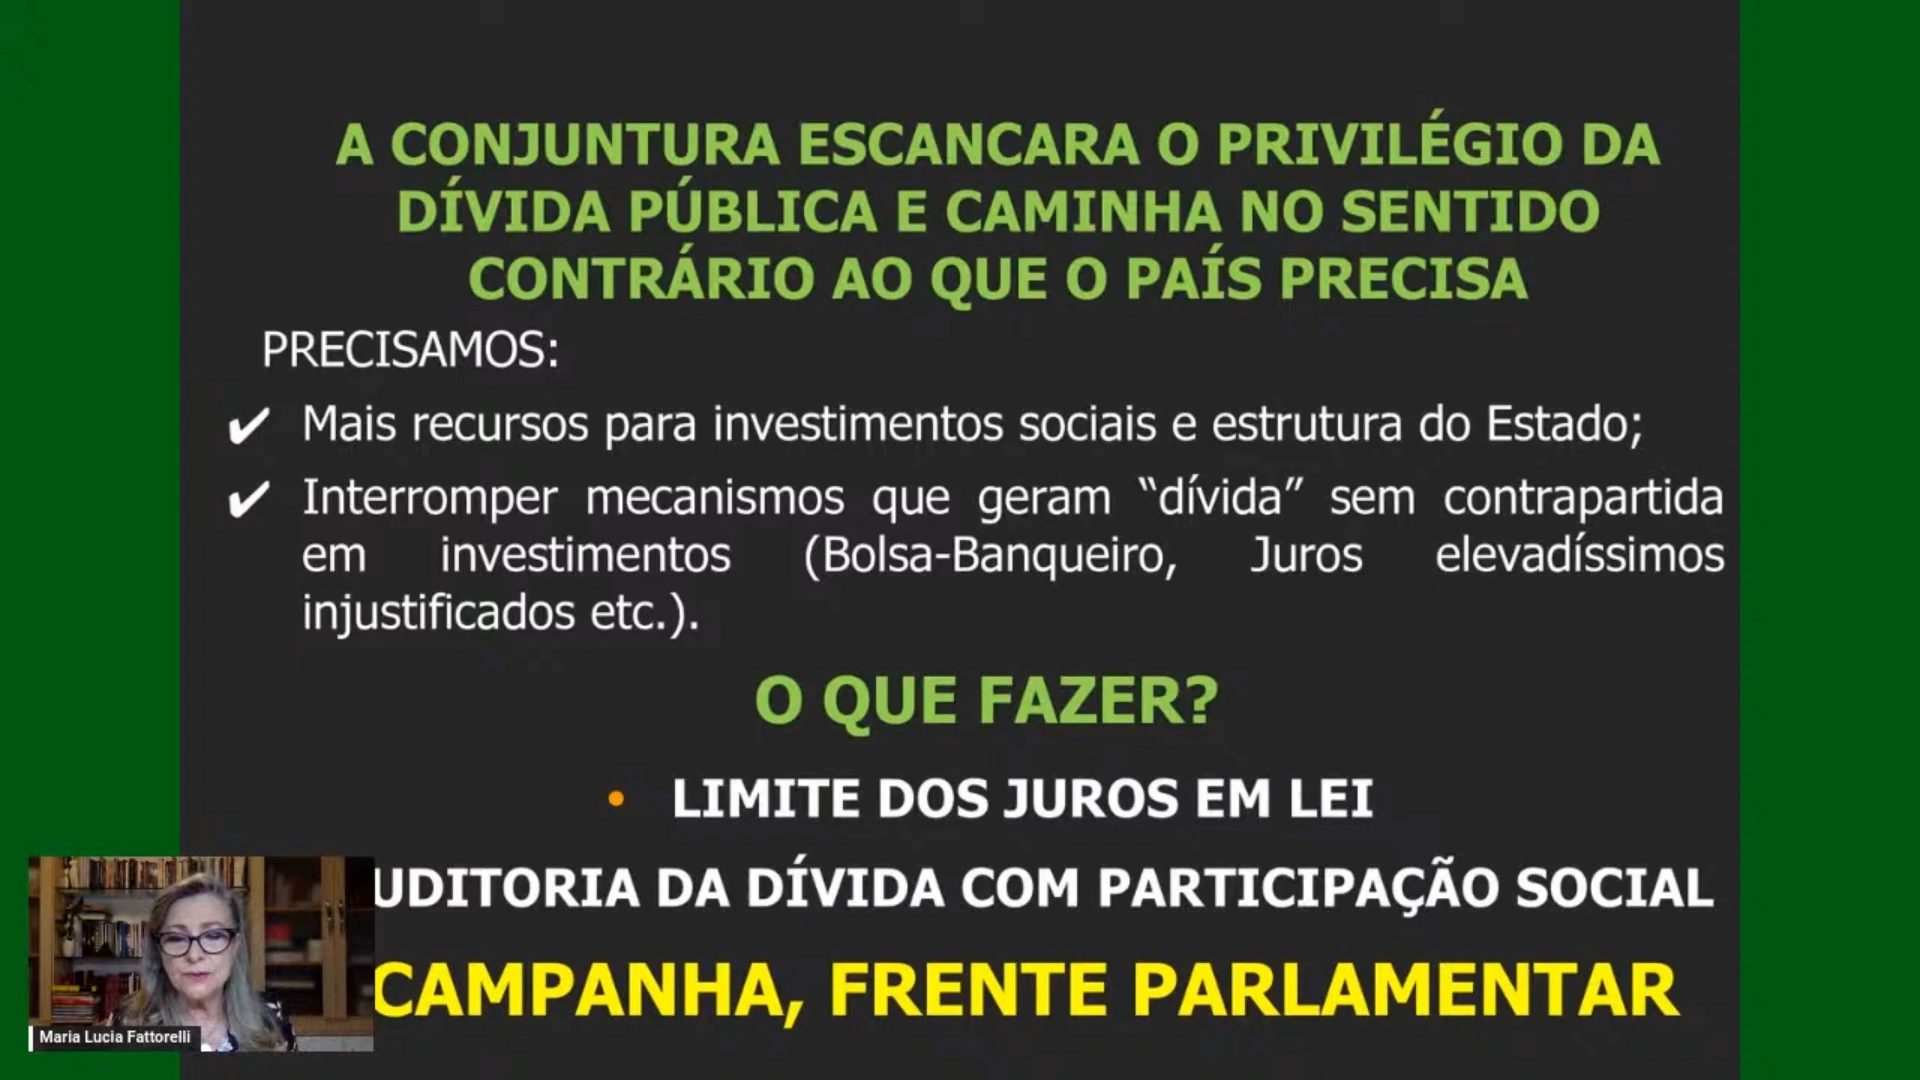 A CONJUNTURA ESCANCARA O PRIVILÉGIO DA
DÍVIDA PÚBLICA E CAMINHA NO SENTIDO
CONTRÁRIO AO QUE O PAÍS PRECISA
PRECISAMOS:
✔ Mais recursos para investimentos sociais e estrutura do Estado;
✔ Interromper mecanismos que geram “dívida” sem contrapartida
em investimentos (Bolsa-Banqueiro, Juros elevadíssimos
injustificados etc.).
O QUE FAZER?
• LIMITE DOS JUROS EM LEI
UDITORIA DA DÍVIDA COM PARTICIPAÇÃO SOCIAL
CAMPANHA, FRENTE PARLAMENTAR
Maria Lucia Fattorelli